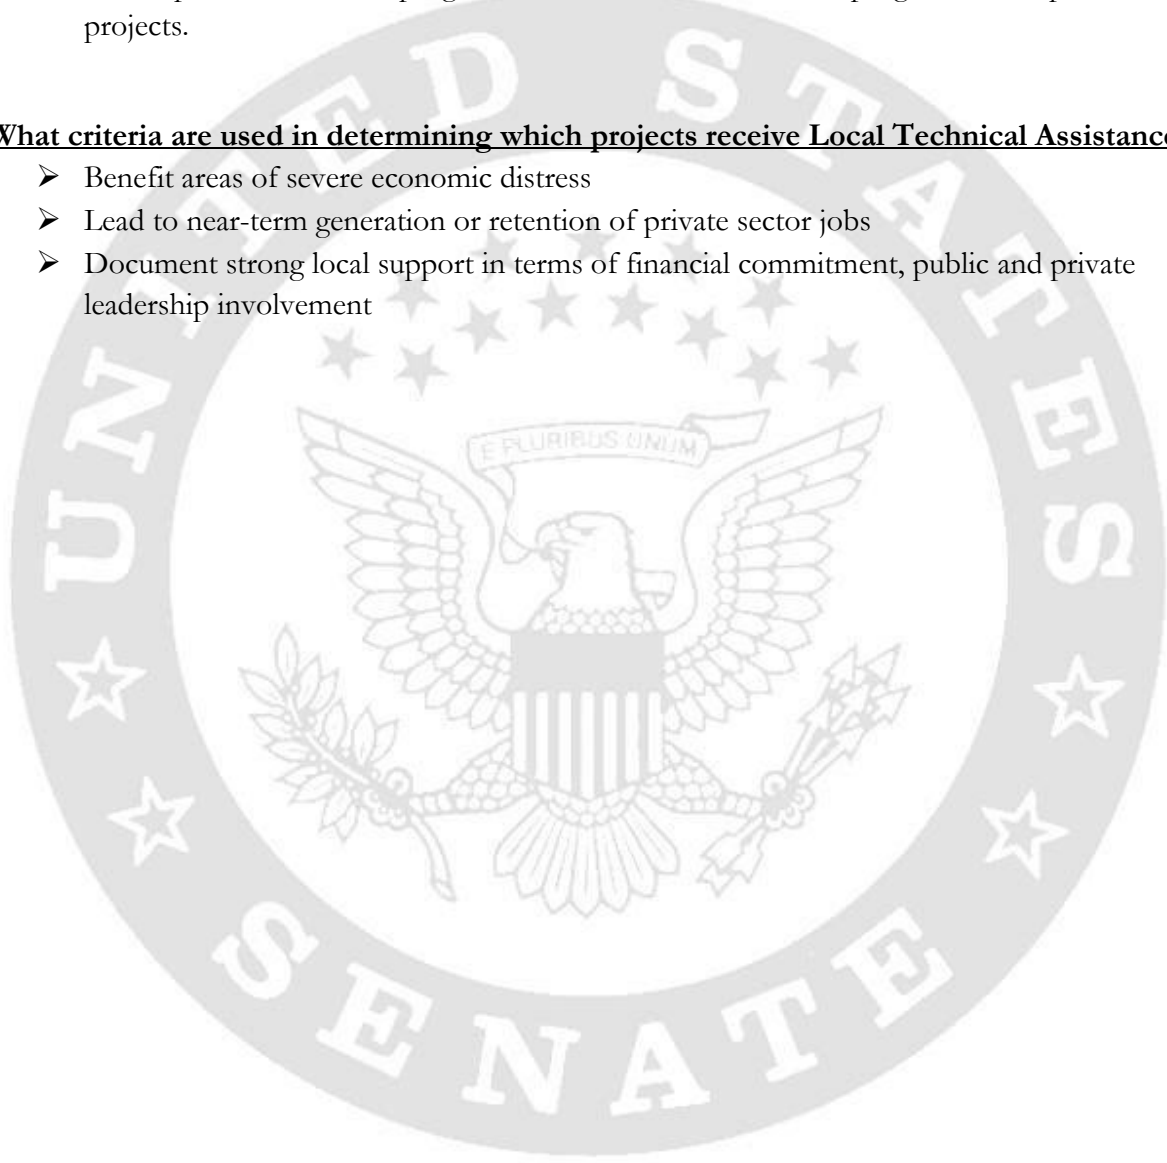 projects.
What criteria are used in determining which projects receive Local Technical Assistance
➢ Benefit areas of severe economic distress
➢ Lead to near-term generation or retention of private sector jobs
➢ Document strong local support in terms of financial commitment, public and private
leadership involvement
UNITED STATES
E PLURIBUS UNUM
SENATE